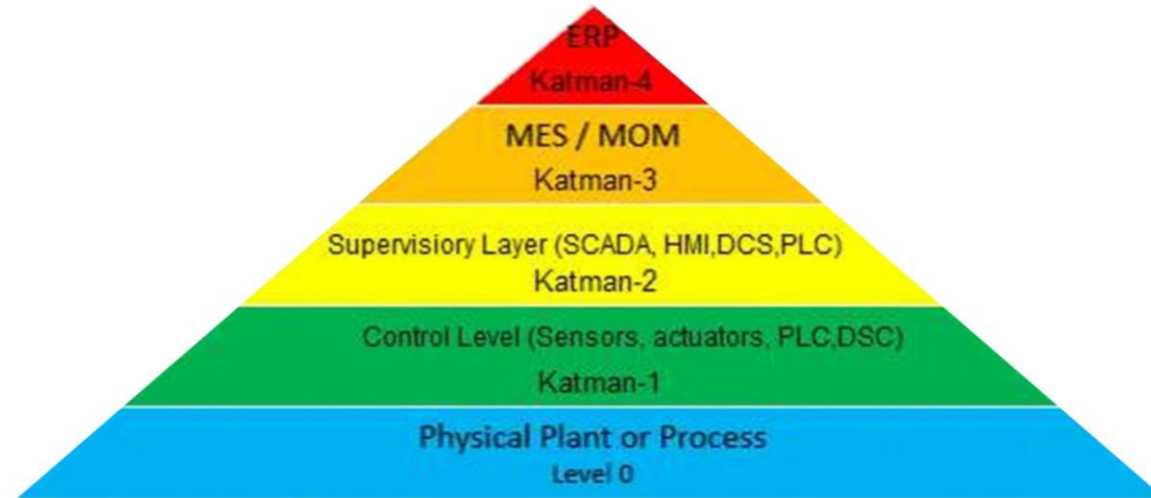 ERP
Katman-4
MES / MOM
Katman-3
Supervisiory Layer (SCADA, HMI,DCS,PLC)
Katman-2
Control Level (Sensors, actuators, PLC,DSC)
Katman-1
Physical Plant or Process
Level 0